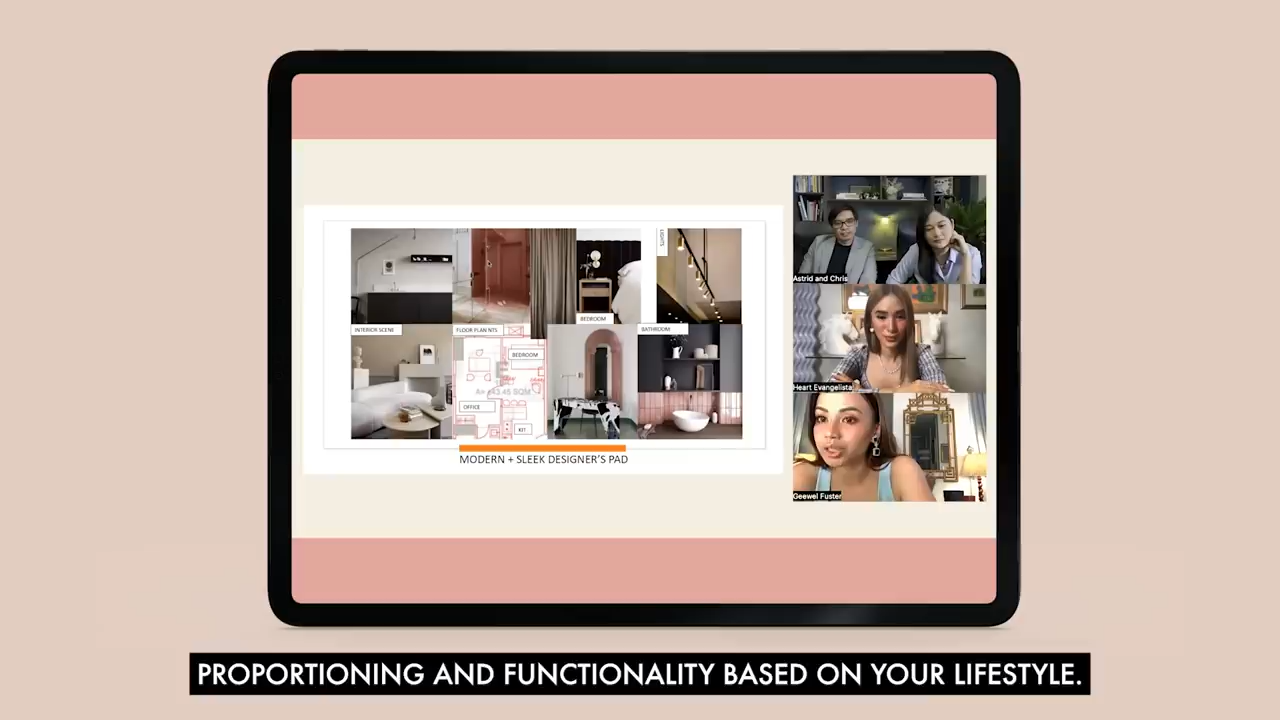 LIGHTS
BEDROOM
INTERIOR SCENE
FLOOR PLAN NTS
BATHROOM
BEDROOM
OFFICE
KIT
MODERN + SLEEK DESIGNER'S PAD
Astrid and Chris
Heart Evangelista
Geewel Fuster
PROPORTIONING AND FUNCTIONALITY BASED ON YOUR LIFESTYLE.